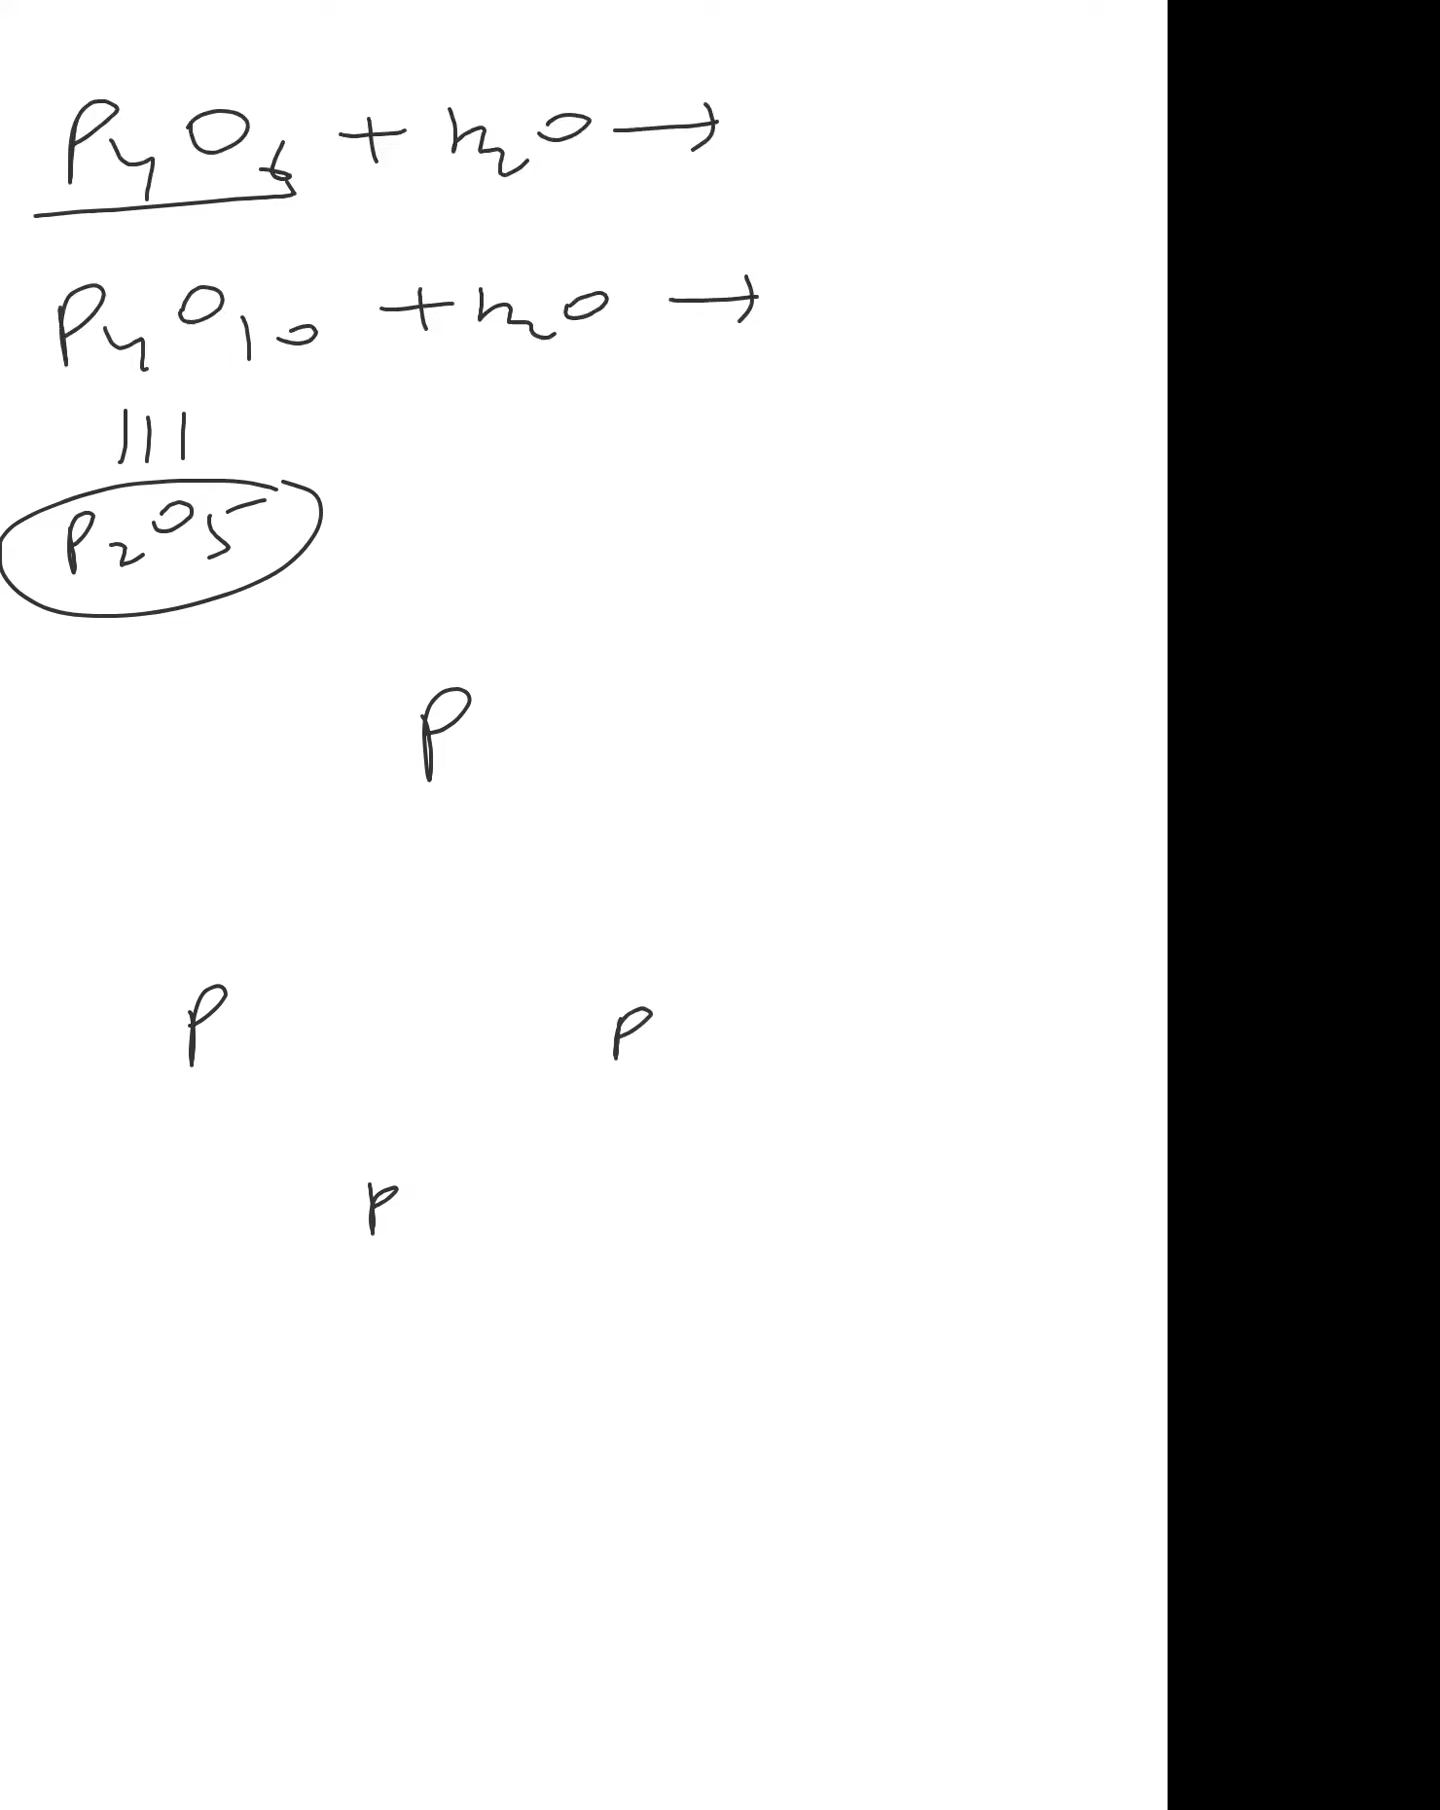 P₄O₆ + H₂O →
P₄O₁₀ + H₂O →
|||
P₂O₅
P
P P
P